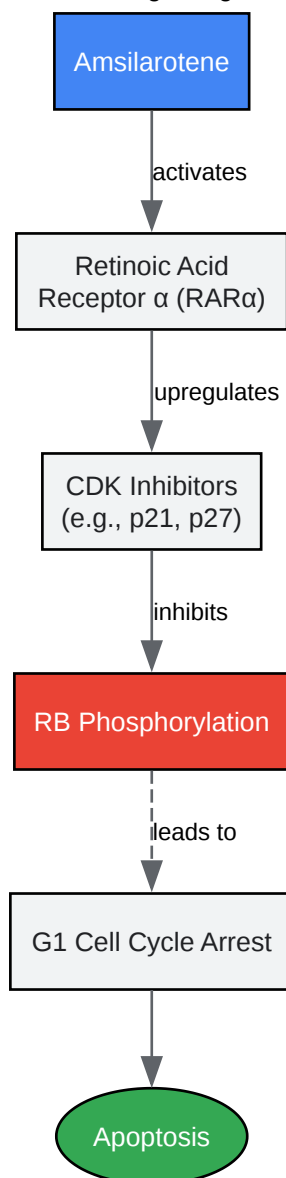 Amsilarotene
activates
Retinoic Acid
Receptor α (RARα)
upregulates
CDK Inhibitors
(e.g., p21, p27)
inhibits
RB Phosphorylation
leads to
G1 Cell Cycle Arrest
Apoptosis